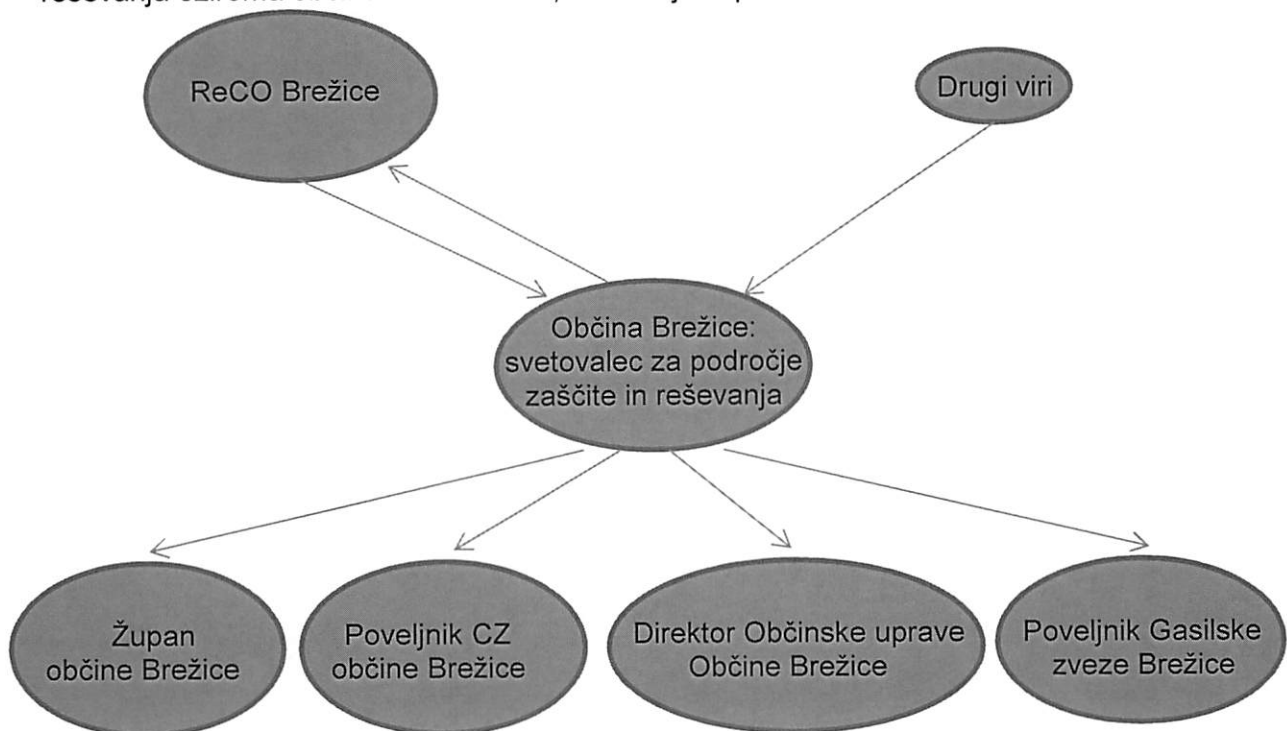 ReCO Brežice
Drugi viri
Občina Brežice:
svetovalec za področje
zaščite in reševanja
Župan
občine Brežice
Poveljnik CZ
občine Brežice
Direktor Občinske uprave
Občine Brežice
Poveljnik Gasilske
zveze Brežice